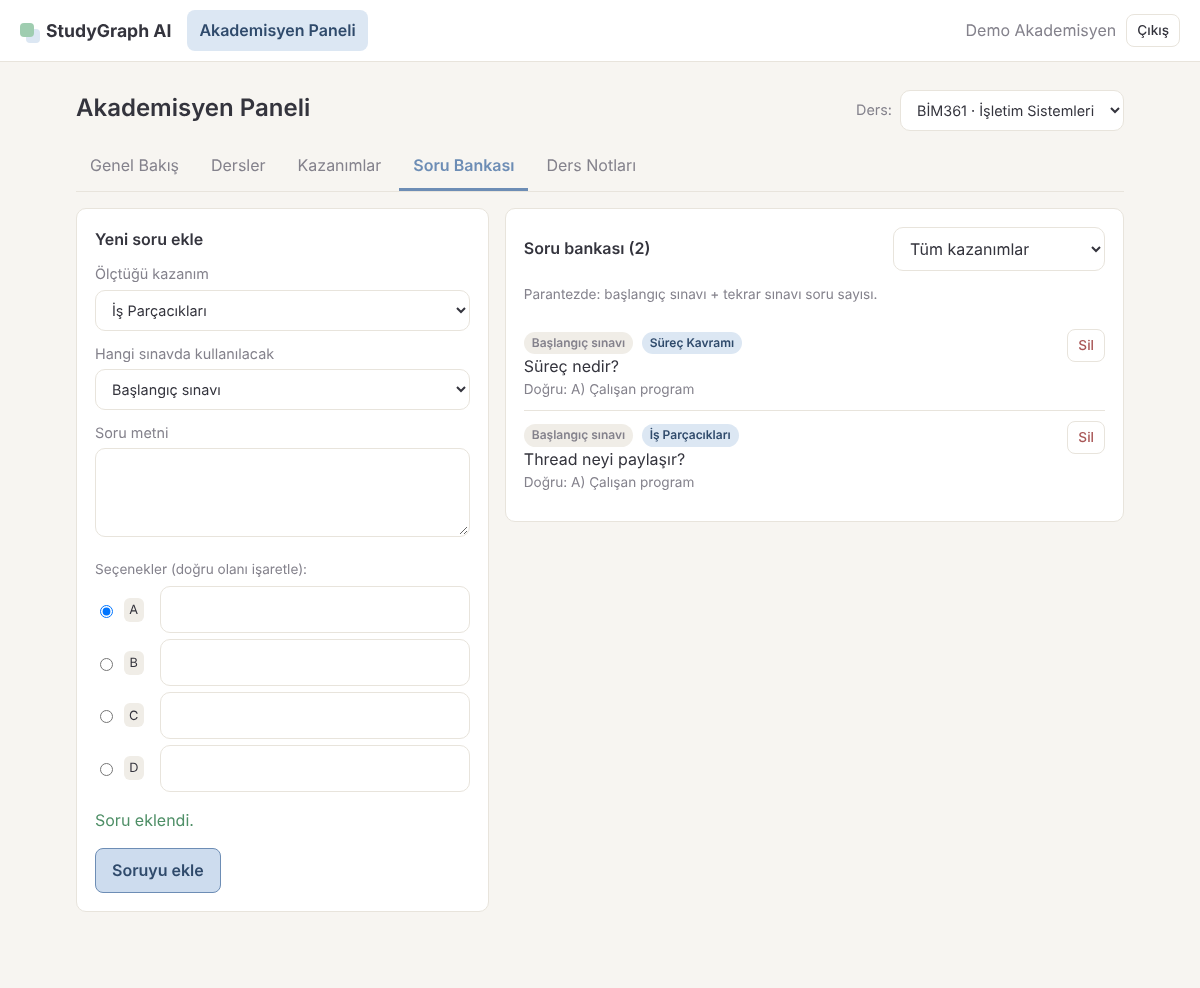 StudyGraph AI
Akademisyen Paneli
Demo Akademisyen
Çıkış
Akademisyen Paneli
Ders:
BİM361 · İşletim Sistemleri
Genel Bakış
Dersler
Kazanımlar
Soru Bankası
Ders Notları
Yeni soru ekle
Ölçtüğü kazanım
İş Parçacıkları
Hangi sınavda kullanılacak
Başlangıç sınavı
Soru metni
Seçenekler (doğru olanı işaretle):
A
B
C
D
Soru eklendi.
Soruyu ekle
Soru bankası (2)
Tüm kazanımlar
Parantezde: başlangıç sınavı + tekrar sınavı soru sayısı.
Başlangıç sınavı
Süreç Kavramı
Sil
Süreç nedir?
Doğru: A) Çalışan program
Başlangıç sınavı
İş Parçacıkları
Sil
Thread neyi paylaşır?
Doğru: A) Çalışan program